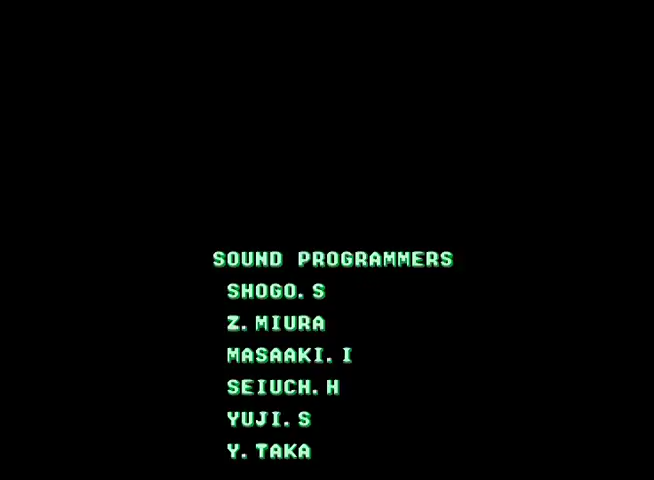 SOUND PROGRAMMERS
SHOGO. S
Z. MIURA
MASAAKI. I
SEIUCH. H
YUJI. S
Y. TAKA